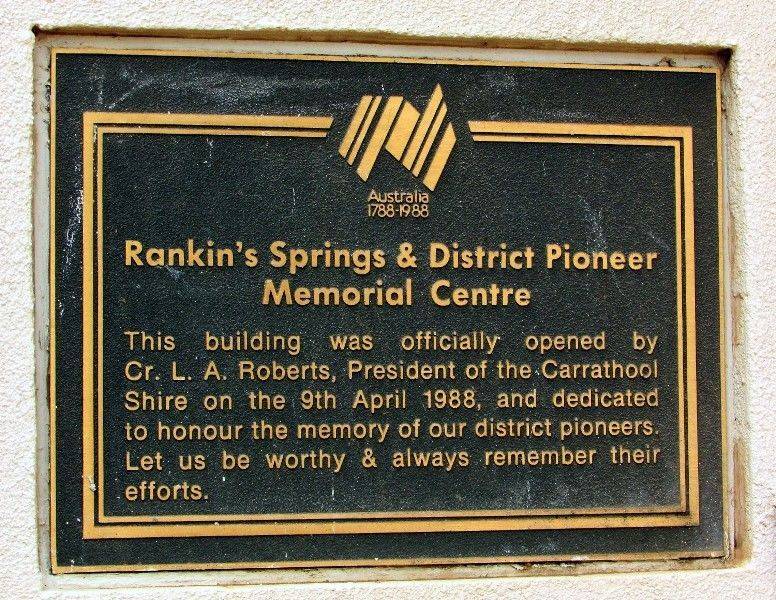 Australia
1788-1988
Rankin's Springs & District Pioneer
Memorial Centre
This building was officially opened by
Cr. L. A. Roberts, President of the Carrathool
Shire on the 9th April 1988, and dedicated
to honour the memory of our district pioneers.
Let us be worthy & always remember their
efforts.